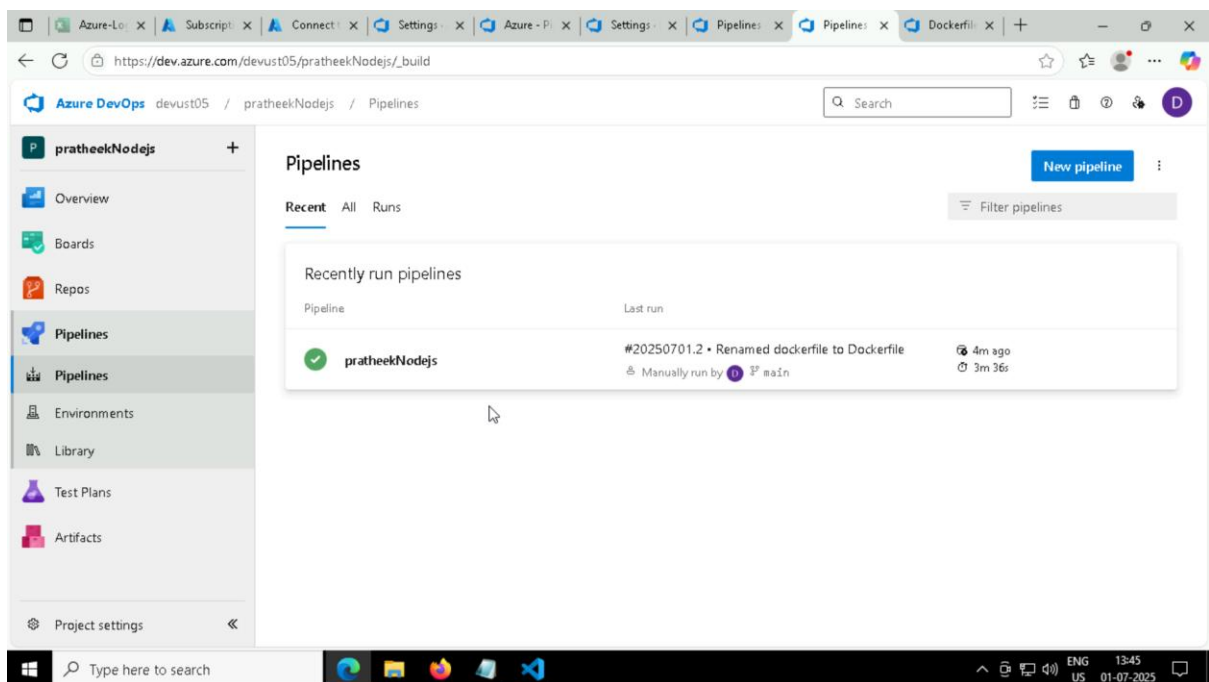 Azure-Lo
Subscripti
Connect t
Settings -
Azure - Pi
Settings -
Pipelines
Pipelines
Dockerfile
https://dev.azure.com/devust05/pratheekNodejs/_build
Azure DevOps devust05 / pratheekNodejs / Pipelines
Search
D
P pratheekNodejs +
Overview
Boards
Repos
Pipelines
Pipelines
Environments
Library
Test Plans
Artifacts
Project settings
Pipelines
New pipeline
Recent All Runs
Filter pipelines
Recently run pipelines
Pipeline Last run
pratheekNodejs
#20250701.2 • Renamed dockerfile to Dockerfile
Manually run by D main
4m ago
3m 36s
Type here to search
ENG
US
13:45
01-07-2025